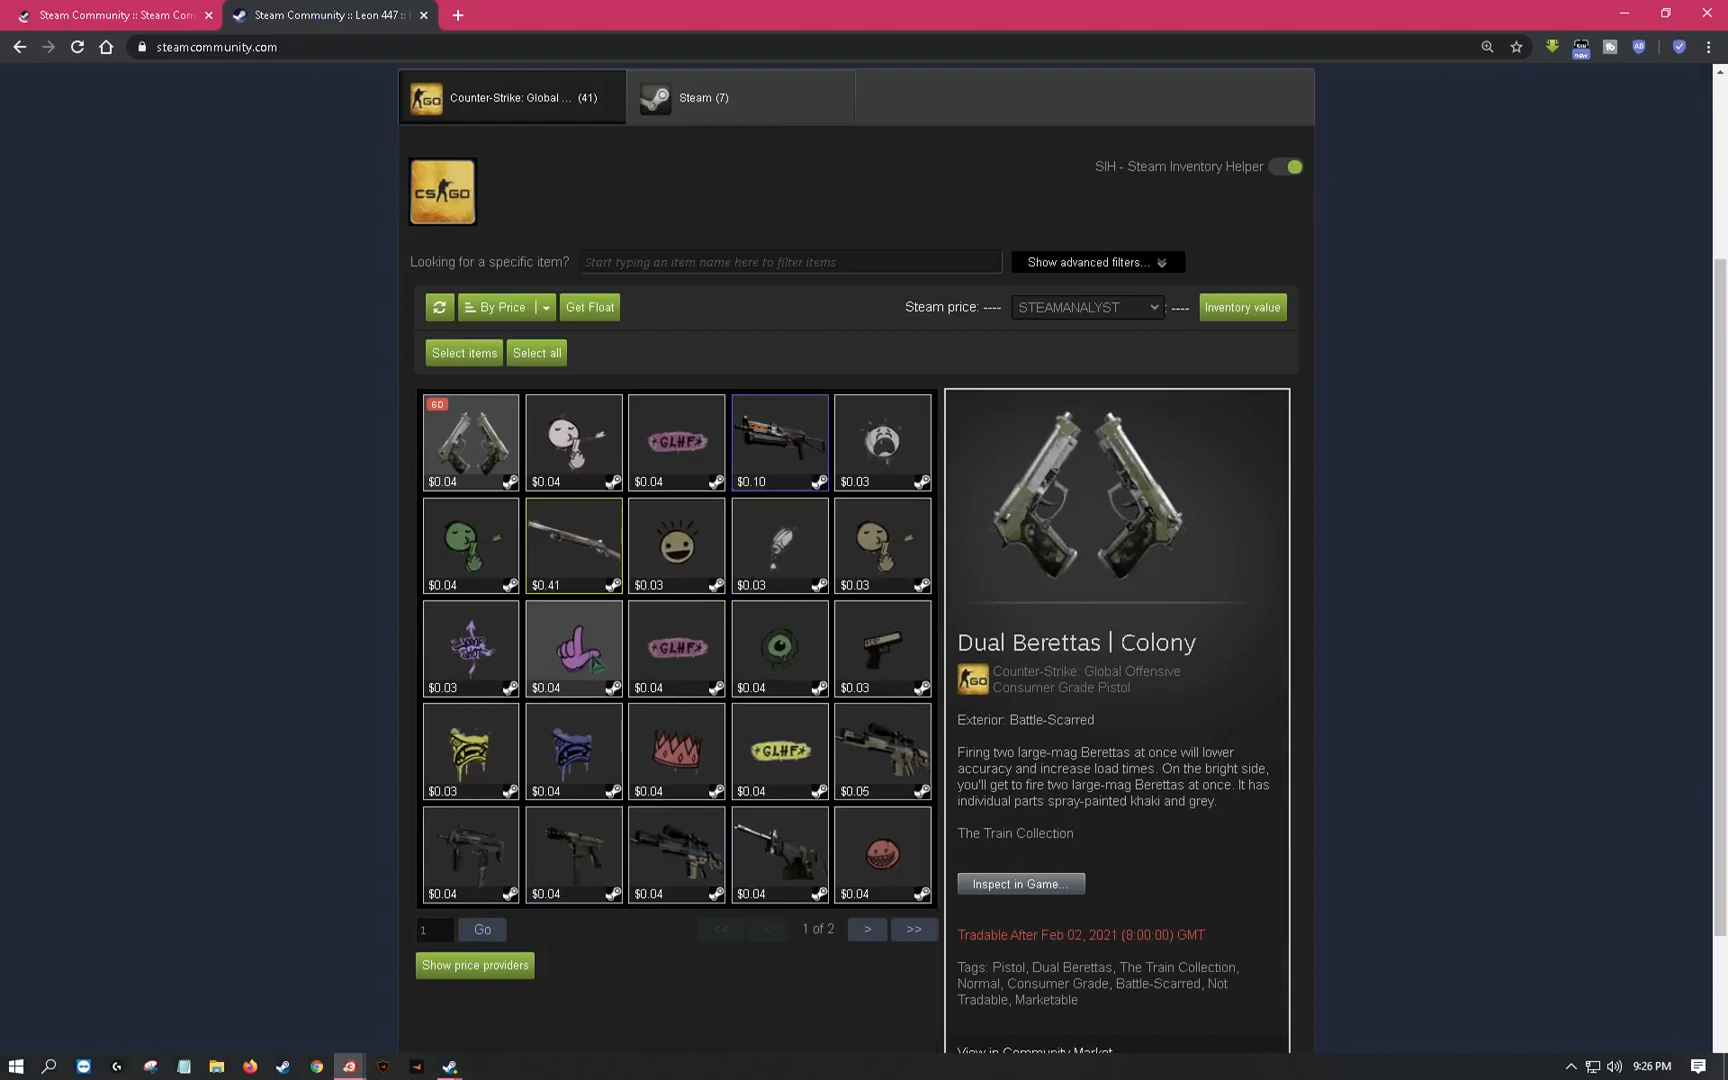 Steam Community :: Steam Com
Steam Community :: Leon 447 ::
steamcommunity.com
Counter-Strike: Global ... (41)
Steam (7)
CS GO
SIH - Steam Inventory Helper
Looking for a specific item?
Start typing an item name here to filter items
Show advanced filters...
By Price
Get Float
Steam price: ----
STEAMANALYST
: ----
Inventory value
Select items
Select all
6D
GLHF
$0.04
$0.04
$0.04
$0.10
$0.03
$0.04
$0.41
$0.03
$0.03
$0.03
GLHF
$0.03
$0.04
$0.04
$0.04
$0.03
GLHF
$0.03
$0.04
$0.04
$0.04
$0.05
$0.04
$0.04
$0.04
$0.04
$0.04
1
Go
<<
<
1 of 2
>
>>
Show price providers
Dual Berettas | Colony
Counter-Strike: Global Offensive
Consumer Grade Pistol
Exterior: Battle-Scarred
Firing two large-mag Berettas at once will lower
accuracy and increase load times. On the bright side,
you'll get to fire two large-mag Berettas at once. It has
individual parts spray-painted khaki and grey.
The Train Collection
Inspect in Game...
Tradable After Feb 02, 2021 (8:00:00) GMT
Tags: Pistol, Dual Berettas, The Train Collection,
Normal, Consumer Grade, Battle-Scarred, Not
Tradable, Marketable
View in Community Market
9:26 PM